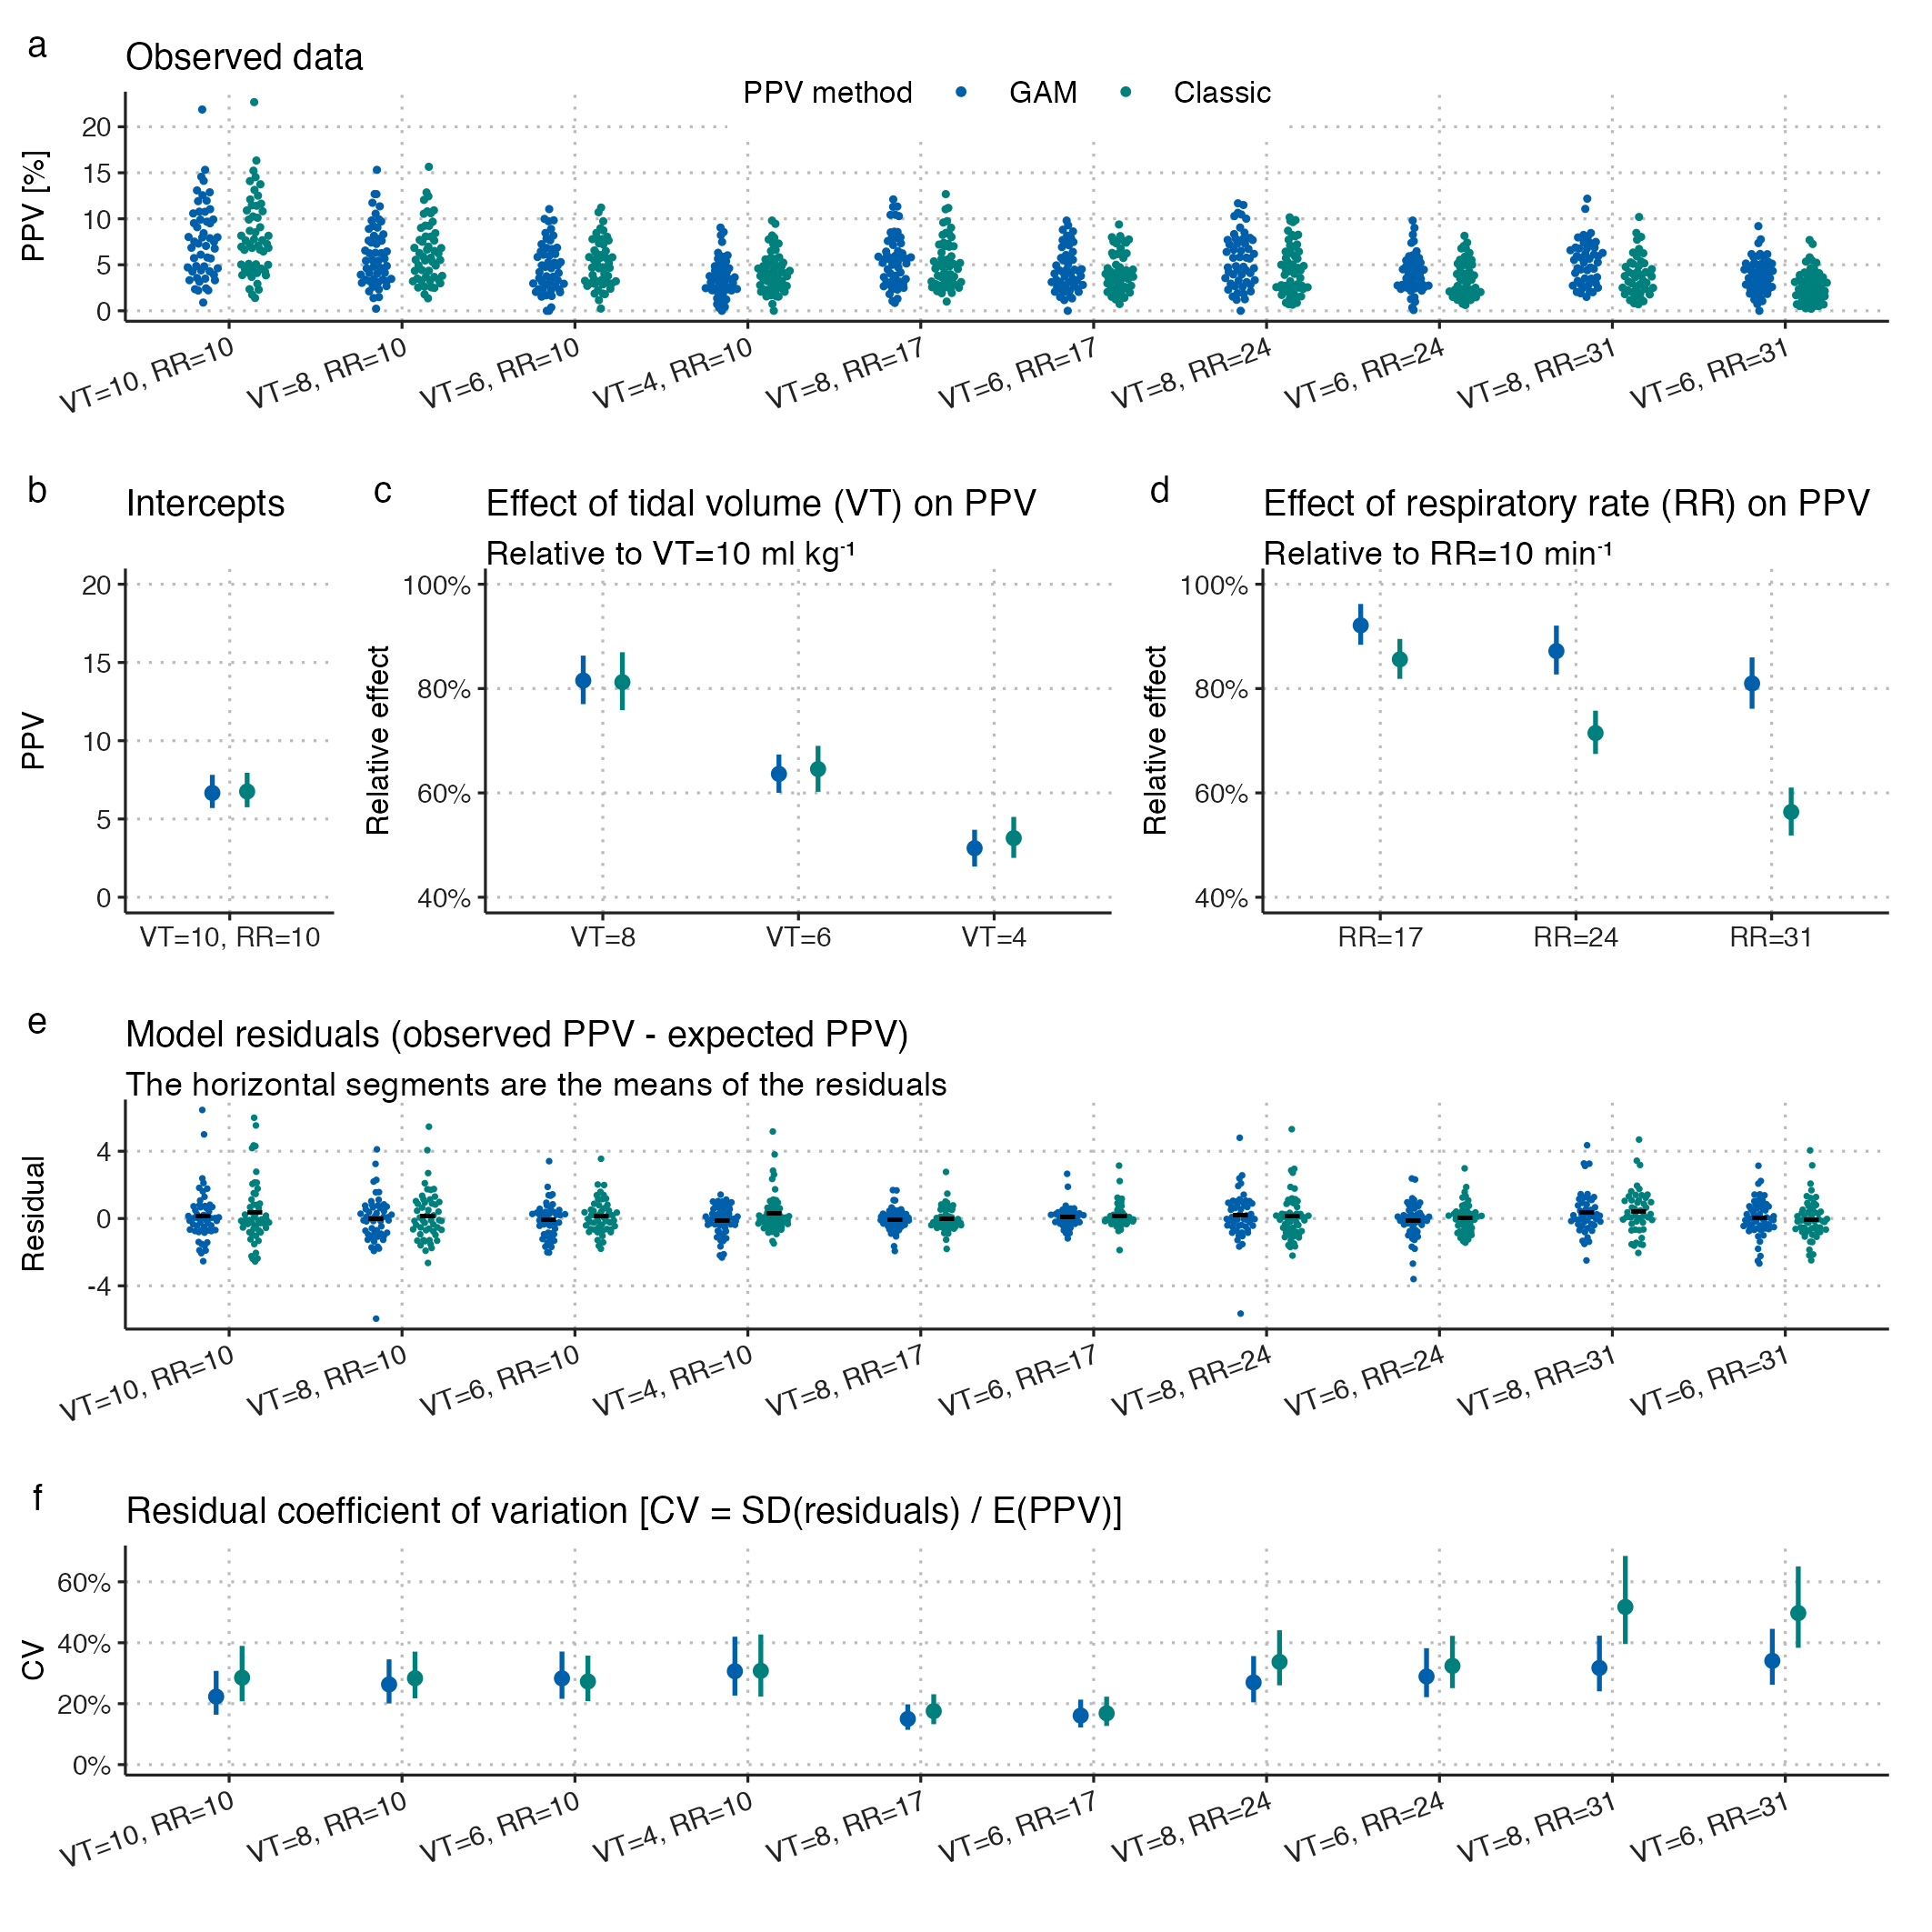 a
Observed data
PPV method GAM Classic
PPV [%]
20
15
10
5
0
VT=10, RR=10
VT=8, RR=10
VT=6, RR=10
VT=4, RR=10
VT=8, RR=17
VT=6, RR=17
VT=8, RR=24
VT=6, RR=24
VT=8, RR=31
VT=6, RR=31
b
Intercepts
PPV
20
15
10
5
0
VT=10, RR=10
c
Effect of tidal volume (VT) on PPV
Relative to VT=10 ml kg⁻¹
Relative effect
100%
80%
60%
40%
VT=8
VT=6
VT=4
d
Effect of respiratory rate (RR) on PPV
Relative to RR=10 min⁻¹
Relative effect
100%
80%
60%
40%
RR=17
RR=24
RR=31
e
Model residuals (observed PPV - expected PPV)
The horizontal segments are the means of the residuals
Residual
4
0
-4
VT=10, RR=10
VT=8, RR=10
VT=6, RR=10
VT=4, RR=10
VT=8, RR=17
VT=6, RR=17
VT=8, RR=24
VT=6, RR=24
VT=8, RR=31
VT=6, RR=31
f
Residual coefficient of variation [CV = SD(residuals) / E(PPV)]
CV
60%
40%
20%
0%
VT=10, RR=10
VT=8, RR=10
VT=6, RR=10
VT=4, RR=10
VT=8, RR=17
VT=6, RR=17
VT=8, RR=24
VT=6, RR=24
VT=8, RR=31
VT=6, RR=31